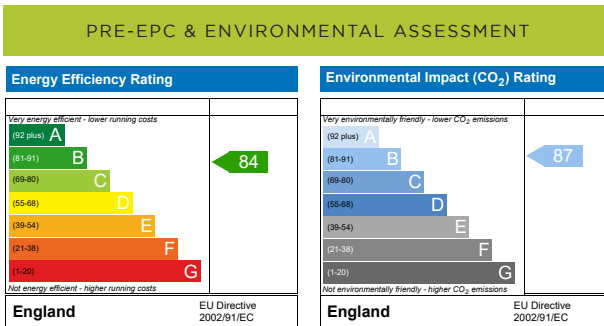 PRE-EPC & ENVIRONMENTAL ASSESSMENT
Energy Efficiency Rating
Very energy efficient - lower running costs
(92 plus) A
(81-91) B
84
(69-80) C
(55-68) D
(39-54) E
(21-38) F
(1-20) G
Not energy efficient - higher running costs
England
EU Directive
2002/91/EC
Environmental Impact (CO₂) Rating
Very environmentally friendly - lower CO₂ emissions
(92 plus) A
(81-91) B
87
(69-80) C
(55-68) D
(39-54) E
(21-38) F
(1-20) G
Not environmentally friendly - higher CO₂ emissions
England
EU Directive
2002/91/EC